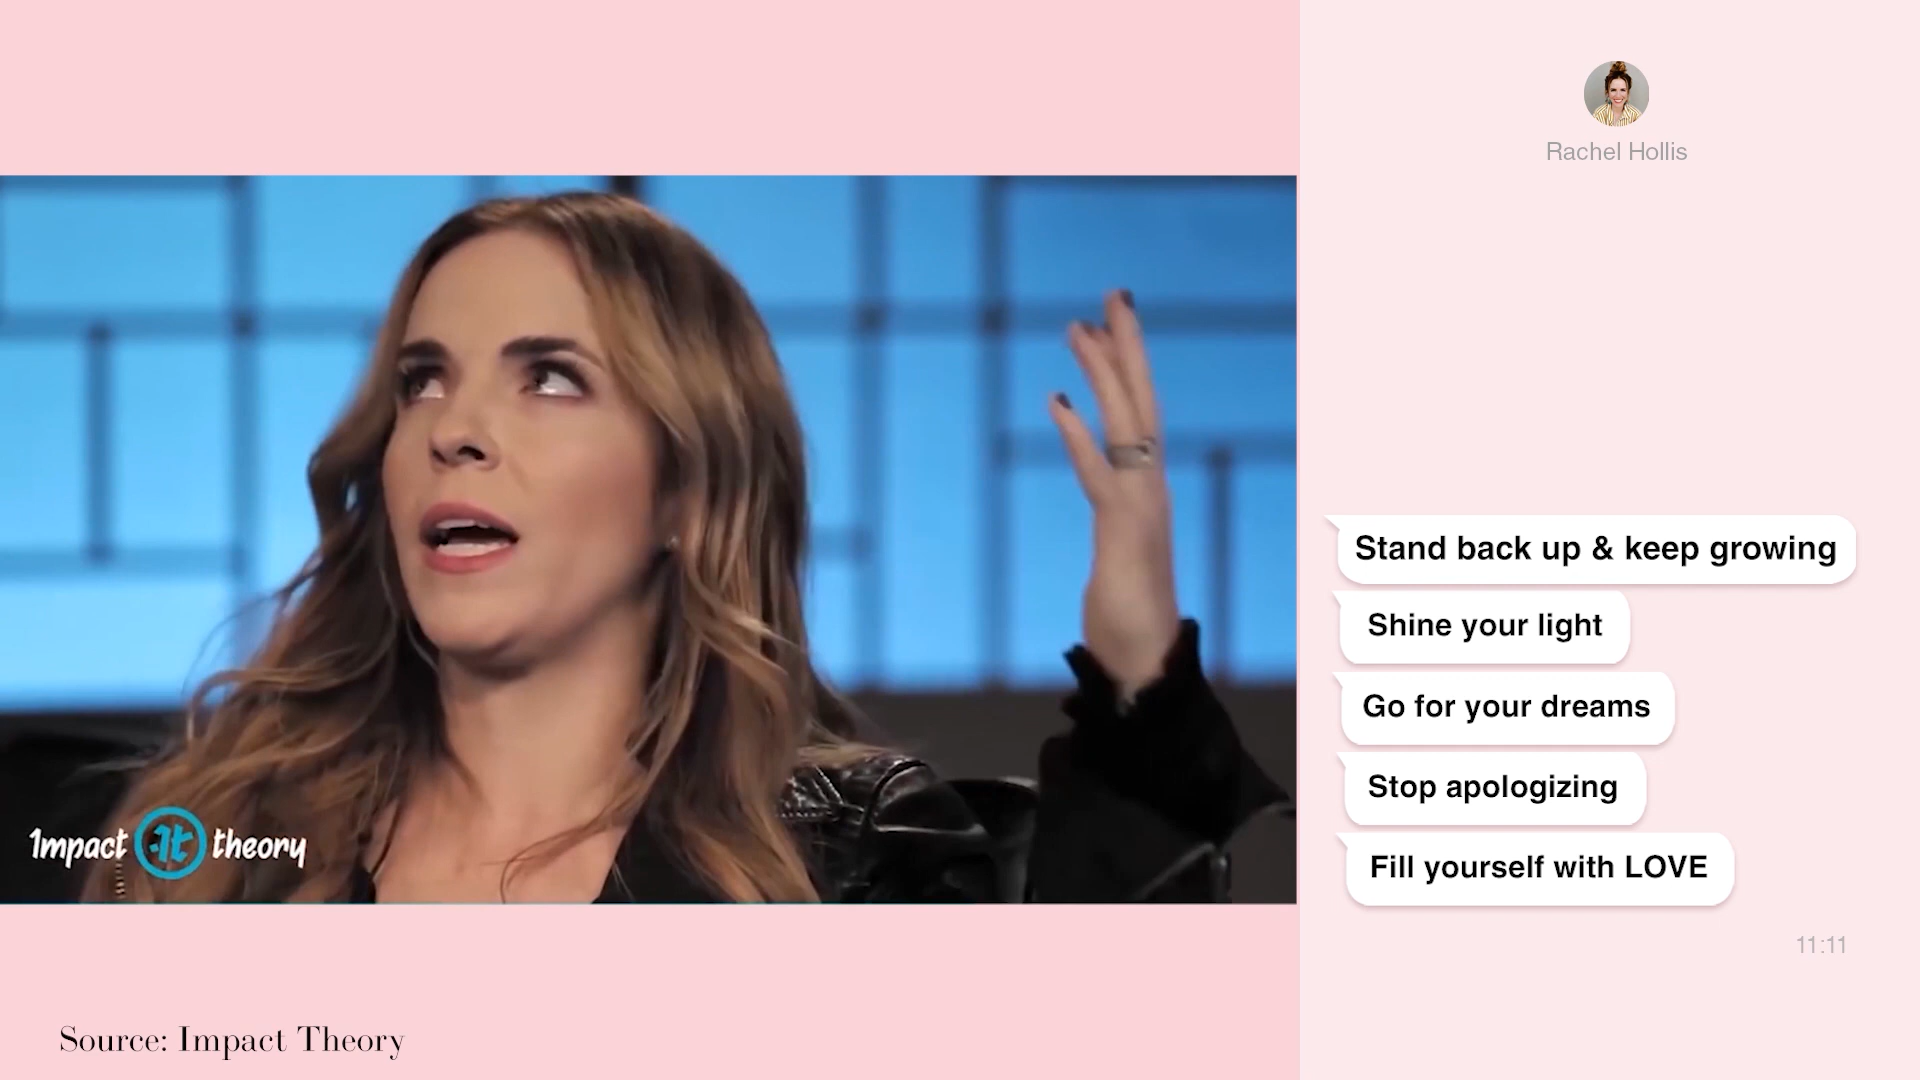 Rachel Hollis
Stand back up & keep growing
Shine your light
Go for your dreams
Stop apologizing
Fill yourself with LOVE
11:11
Impact it theory
Source: Impact Theory